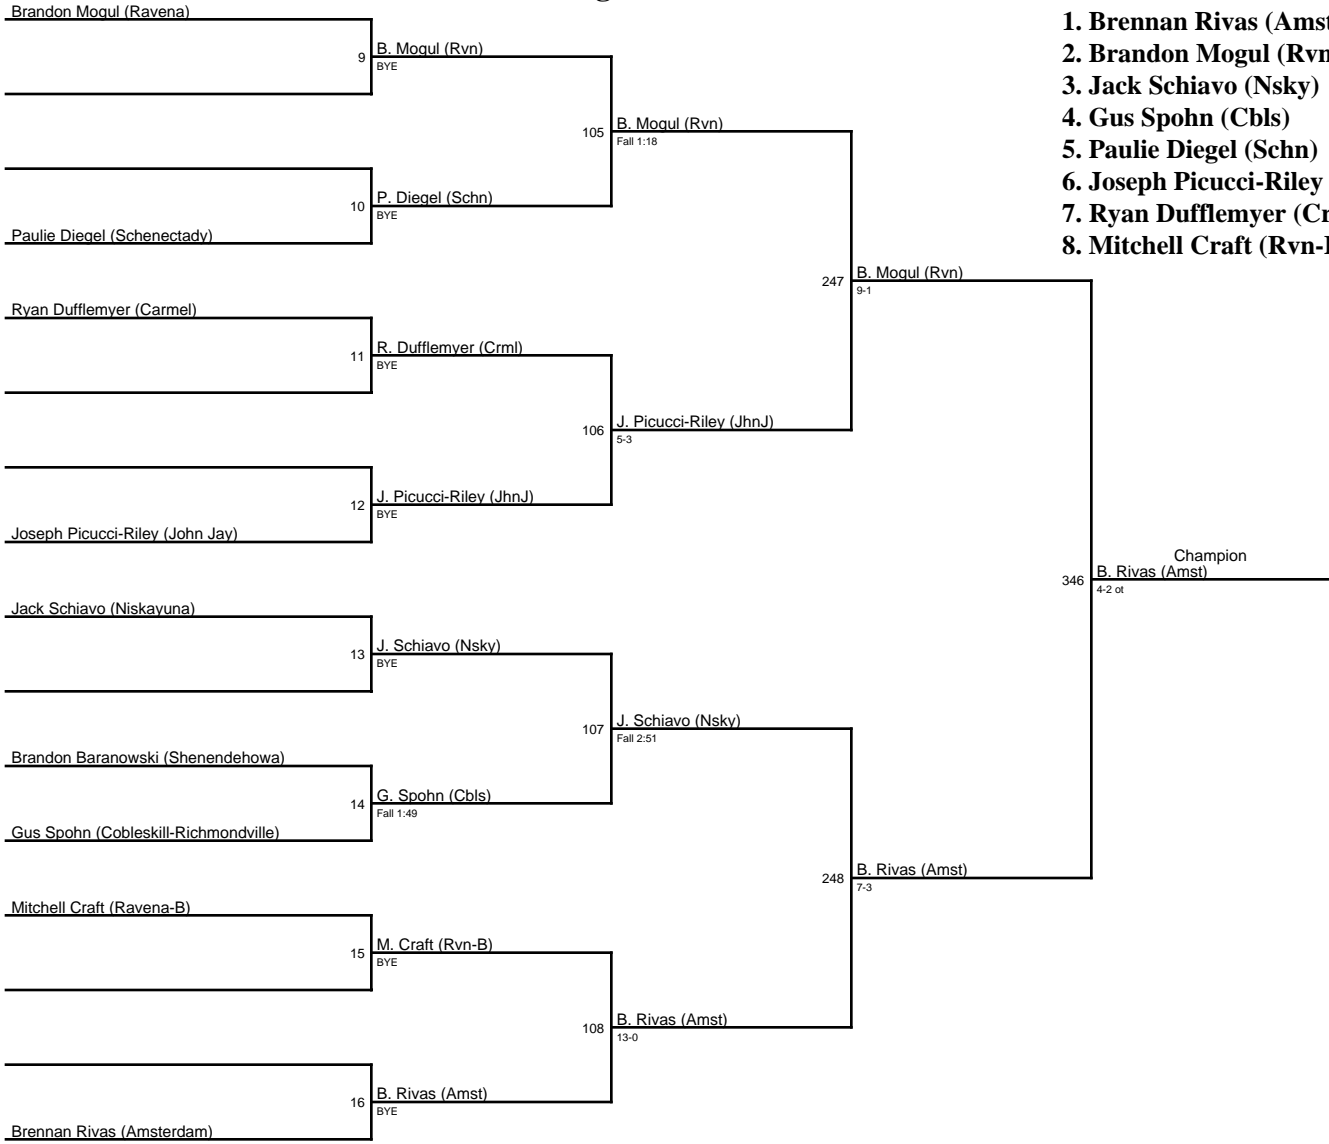 Brandon Mogul (Ravena)
9 B. Mogul (Rvn)
BYE
105 B. Mogul (Rvn)
Fall 1:18
10 P. Diegel (Schn)
BYE
Paulie Diegel (Schenectady)
247 B. Mogul (Rvn)
9-1
Ryan Dufflemyer (Carmel)
11 R. Dufflemyer (Crml)
BYE
106 J. Picucci-Riley (JhnJ)
5-3
12 J. Picucci-Riley (JhnJ)
BYE
Joseph Picucci-Riley (John Jay)
Champion
346 B. Rivas (Amst)
4-2 ot
Jack Schiavo (Niskayuna)
13 J. Schiavo (Nsky)
BYE
107 J. Schiavo (Nsky)
Fall 2:51
Brandon Baranowski (Shenendehowa)
14 G. Spohn (Cbls)
Fall 1:49
Gus Spohn (Cobleskill-Richmondville)
248 B. Rivas (Amst)
7-3
Mitchell Craft (Ravena-B)
15 M. Craft (Rvn-B)
BYE
108 B. Rivas (Amst)
13-0
16 B. Rivas (Amst)
BYE
Brennan Rivas (Amsterdam)
1. Brennan Rivas (Amst
2. Brandon Mogul (Rvn
3. Jack Schiavo (Nsky)
4. Gus Spohn (Cbls)
5. Paulie Diegel (Schn)
6. Joseph Picucci-Riley
7. Ryan Dufflemyer (Cr
8. Mitchell Craft (Rvn-